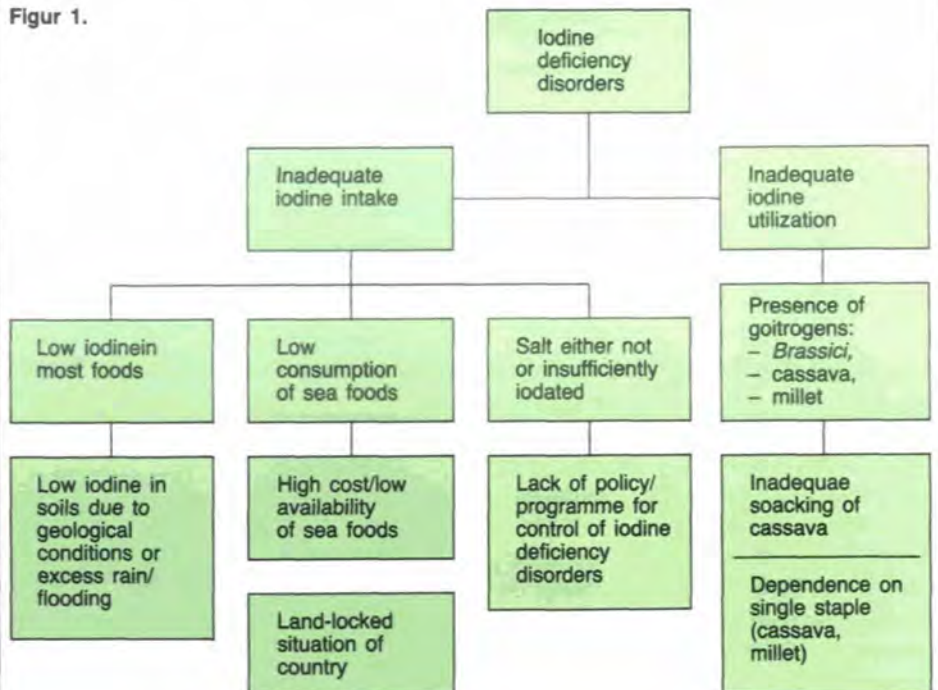 Figur 1.
Iodine
deficiency
disorders
Inadequate
iodine intake
Inadequate
iodine
utilization
Low iodinein
most foods
Low
consumption
of sea foods
Salt either not
or insufficiently
iodated
Presence of
goitrogens:
– Brassici,
– cassava,
– millet
Low iodine in
soils due to
geological
conditions or
excess rain/
flooding
High cost/low
availability
of sea foods
Lack of policy/
programme for
control of iodine
deficiency
disorders
Inadequae
soacking of
cassava
Dependence on
single staple
(cassava,
millet)
Land-locked
situation of
country